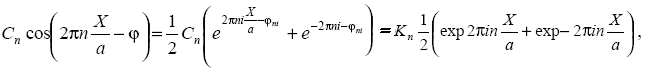 C_n cos(2πn X/a − φ) = 1/2 C_n (e^{2πni X/a − φ_m} + e^{−2πni − φ_m}) = K_n 1/2 (exp 2πin X/a + exp− 2πin X/a) ,